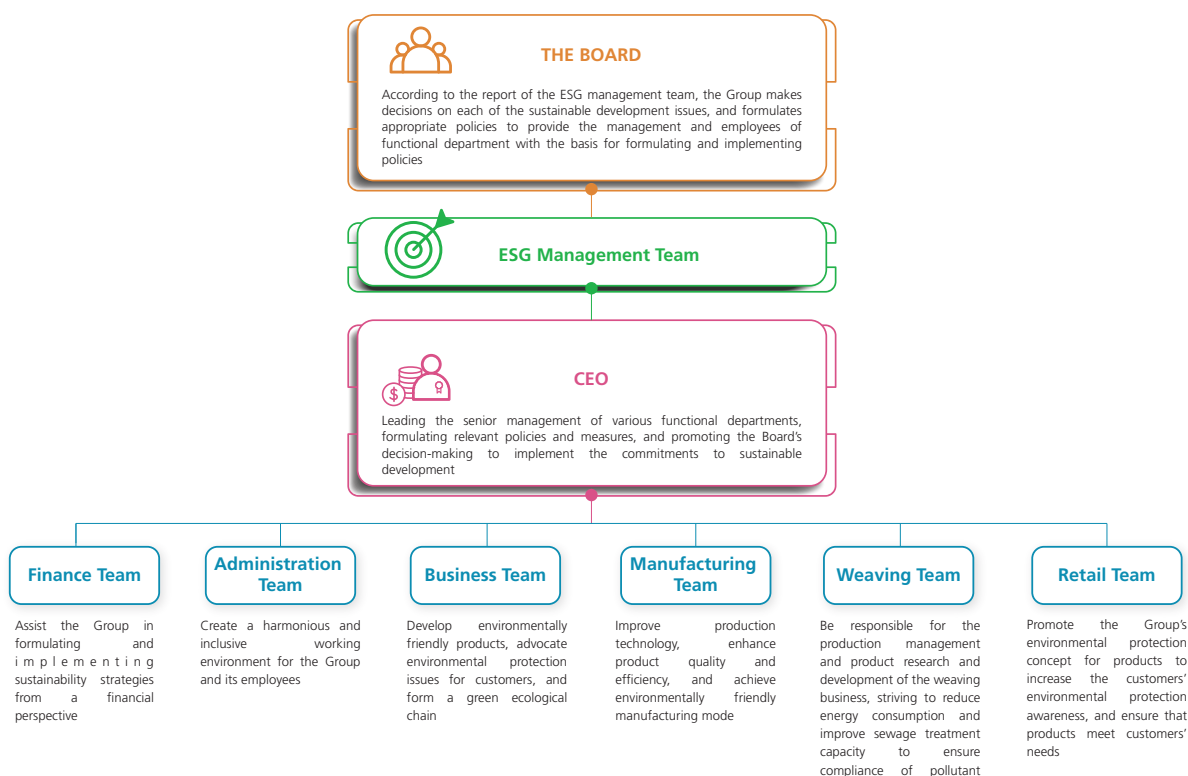 THE BOARD
According to the report of the ESG management team, the Group makes
decisions on each of the sustainable development issues, and formulates
appropriate policies to provide the management and employees of
functional department with the basis for formulating and implementing
policies
ESG Management Team
$
CEO
Leading the senior management of various functional departments,
formulating relevant policies and measures, and promoting the Board's
decision-making to implement the commitments to sustainable
development
Finance Team
Assist the Group in
formulating and
implementing
sustainability strategies
from a financial
perspective
Administration
Team
Create a harmonious and
inclusive working
environment for the Group
and its employees
Business Team
Develop environmentally
friendly products, advocate
environmental protection
issues for customers, and
form a green ecological
chain
Manufacturing
Team
Improve production
technology, enhance
product quality and
efficiency, and achieve
environmentally friendly
manufacturing mode
Weaving Team
Be responsible for the
production management
and product research and
development of the weaving
business, striving to reduce
energy consumption and
improve sewage treatment
capacity to ensure
compliance of pollutant
Retail Team
Promote the Group's
environmental protection
concept for products to
increase the customers'
environmental protection
awareness, and ensure that
products meet customers'
needs